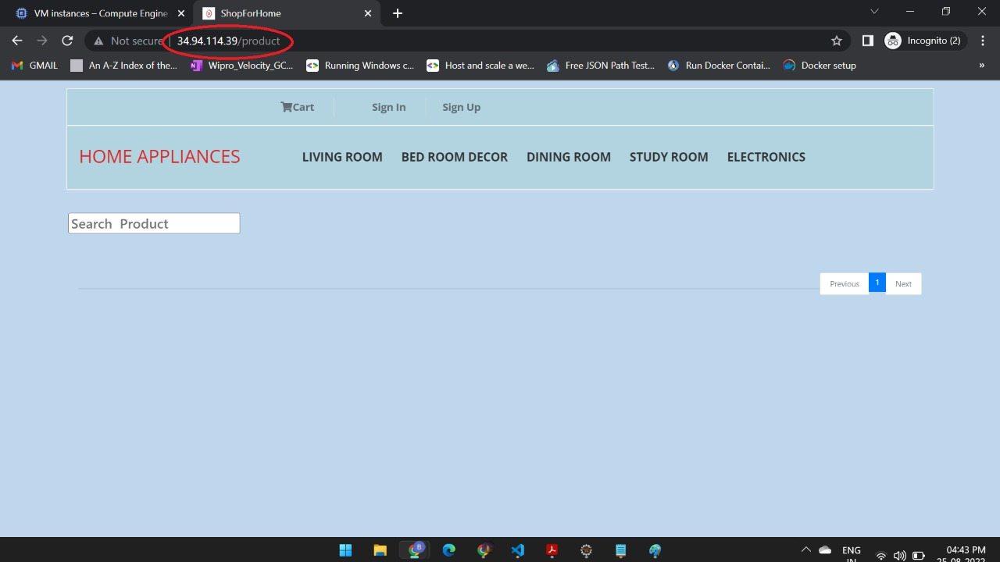 VM instances – Compute Engine
ShopForHome
Not secure 34.94.114.39/product
Incognito (2)
GMAIL
An A-Z Index of the...
Wipro_Velocity_GC...
Running Windows c...
Host and scale a we...
Free JSON Path Test...
Run Docker Contai...
Docker setup
»
Cart Sign In Sign Up
HOME APPLIANCES LIVING ROOM BED ROOM DECOR DINING ROOM STUDY ROOM ELECTRONICS
Search Product
Previous 1 Next
ENG 04:43 PM
IN 25-08-2022